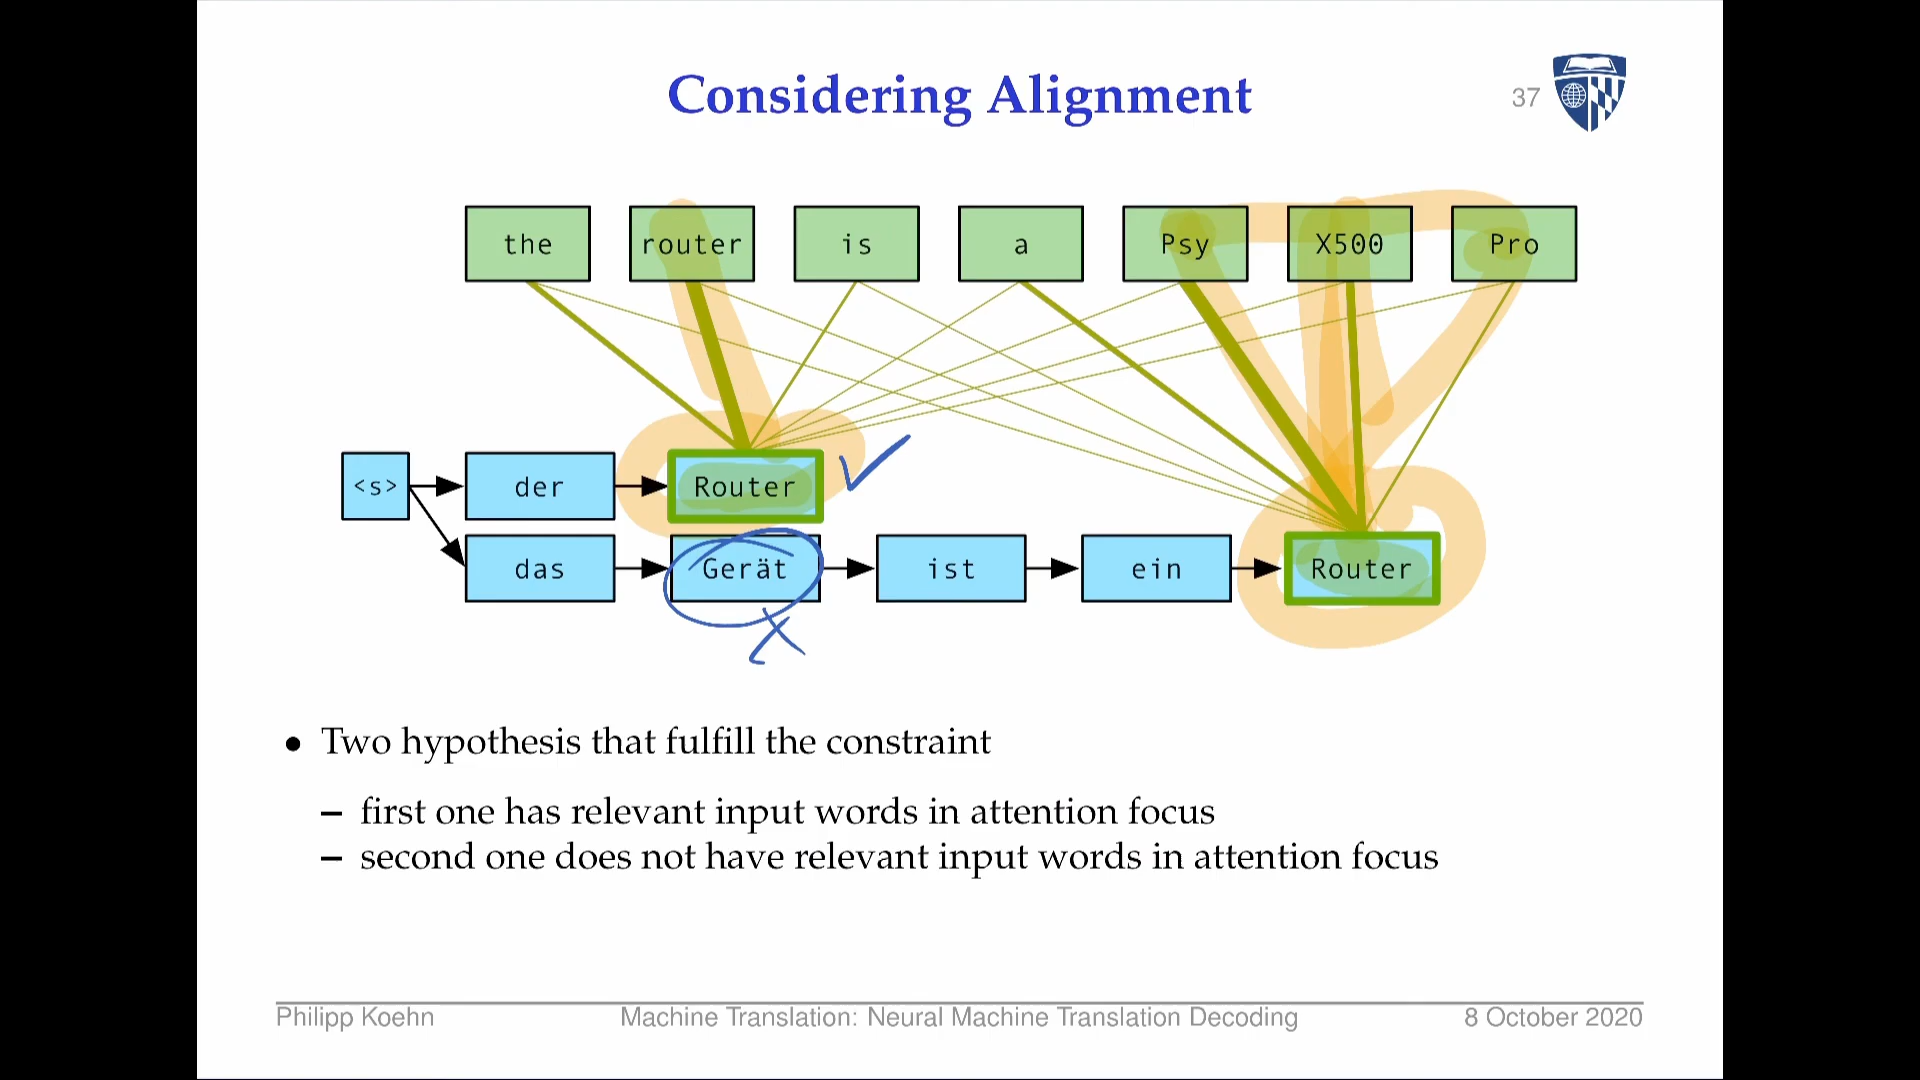 Considering Alignment
37
the router is a Psy X500 Pro
<s> der Router
das Gerät ist ein Router
• Two hypothesis that fulfill the constraint
– first one has relevant input words in attention focus
– second one does not have relevant input words in attention focus
Philipp Koehn Machine Translation: Neural Machine Translation Decoding 8 October 2020